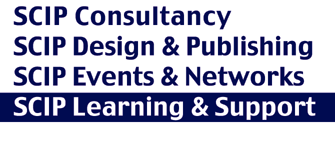 SCIP Consultancy
SCIP Design & Publishing
SCIP Events & Networks
SCIP Learning & Support